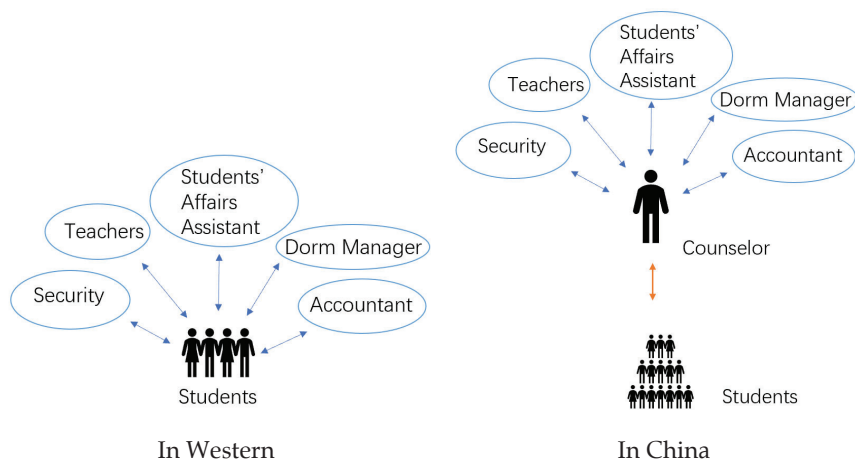 Students’
Affairs
Assistant
Teachers
Dorm Manager
Security
Accountant
Students
In Western
Students’
Affairs
Assistant
Teachers
Dorm Manager
Security
Accountant
Counselor
Students
In China